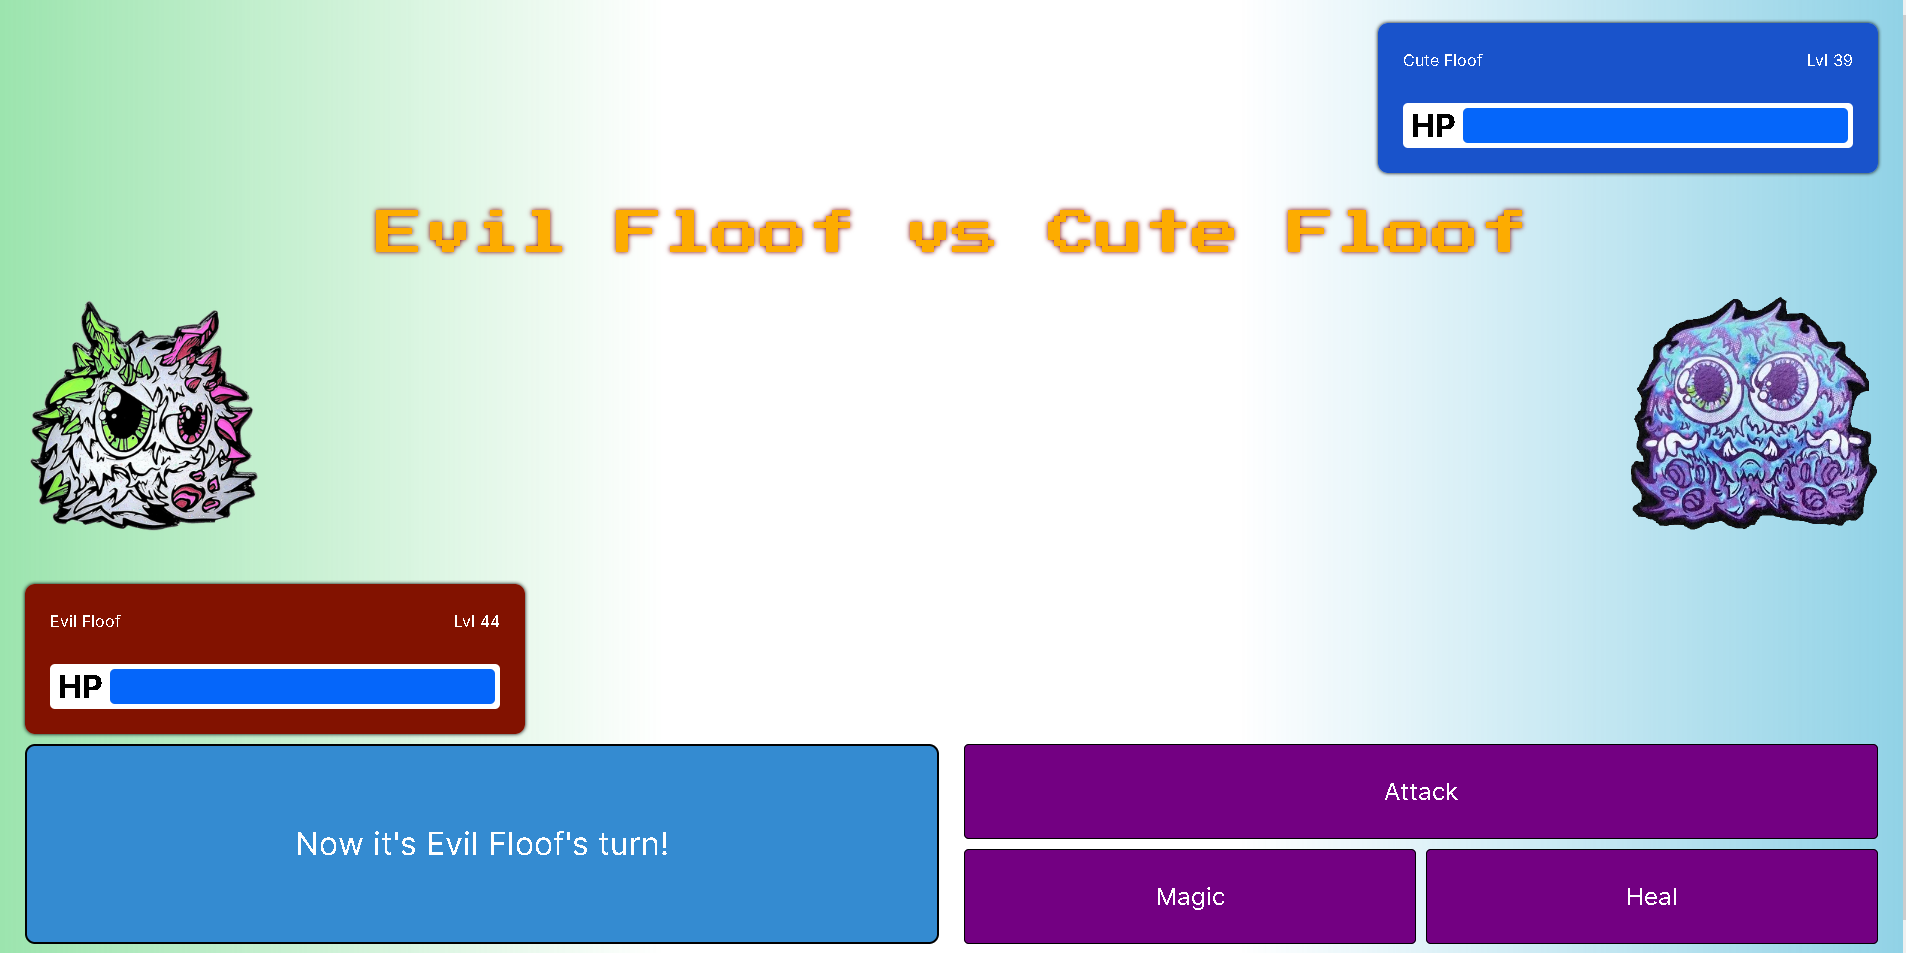 Cute Floof Lvl 39
HP
Evil Floof vs Cute Floof
Evil Floof Lvl 44
HP
Now it's Evil Floof's turn!
Attack
Magic
Heal